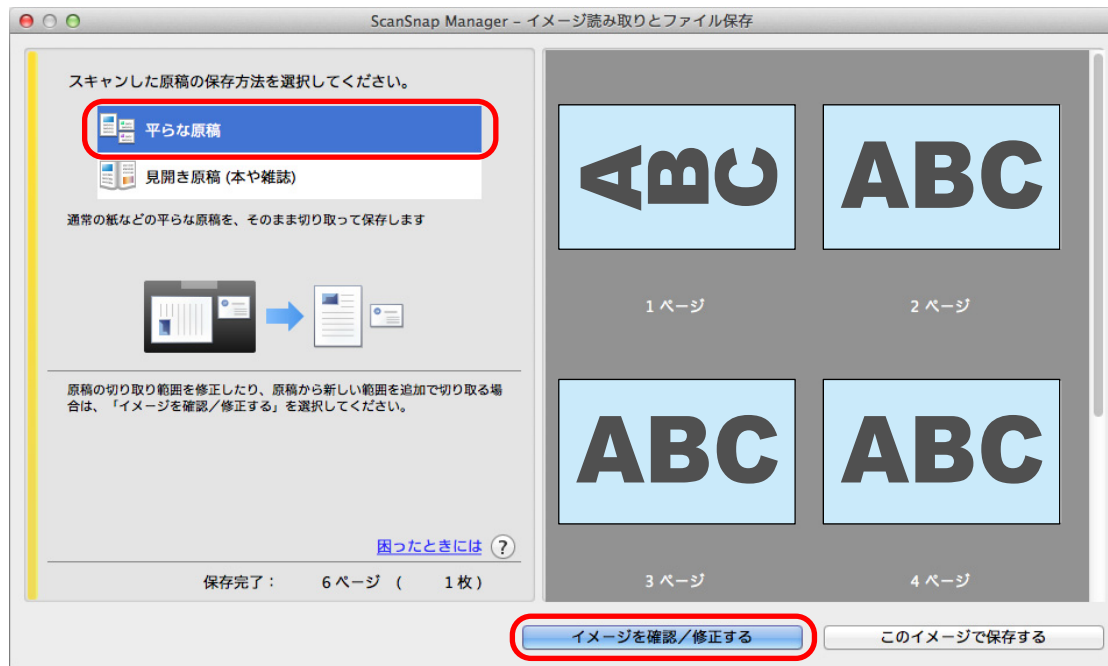 ScanSnap Manager – イメージ読み取りとファイル保存
スキャンした原稿の保存方法を選択してください。
平らな原稿
見開き原稿 (本や雑誌)
通常の紙などの平らな原稿を、そのまま切り取って保存します
原稿の切り取り範囲を修正したり、原稿から新しい範囲を追加で切り取る場
合は、「イメージを確認／修正する」を選択してください。
困ったときには ?
保存完了： 6 ページ ( 1 枚 )
ABC
ABC
1 ページ
2 ページ
ABC
ABC
3 ページ
4 ページ
イメージを確認／修正する
このイメージで保存する